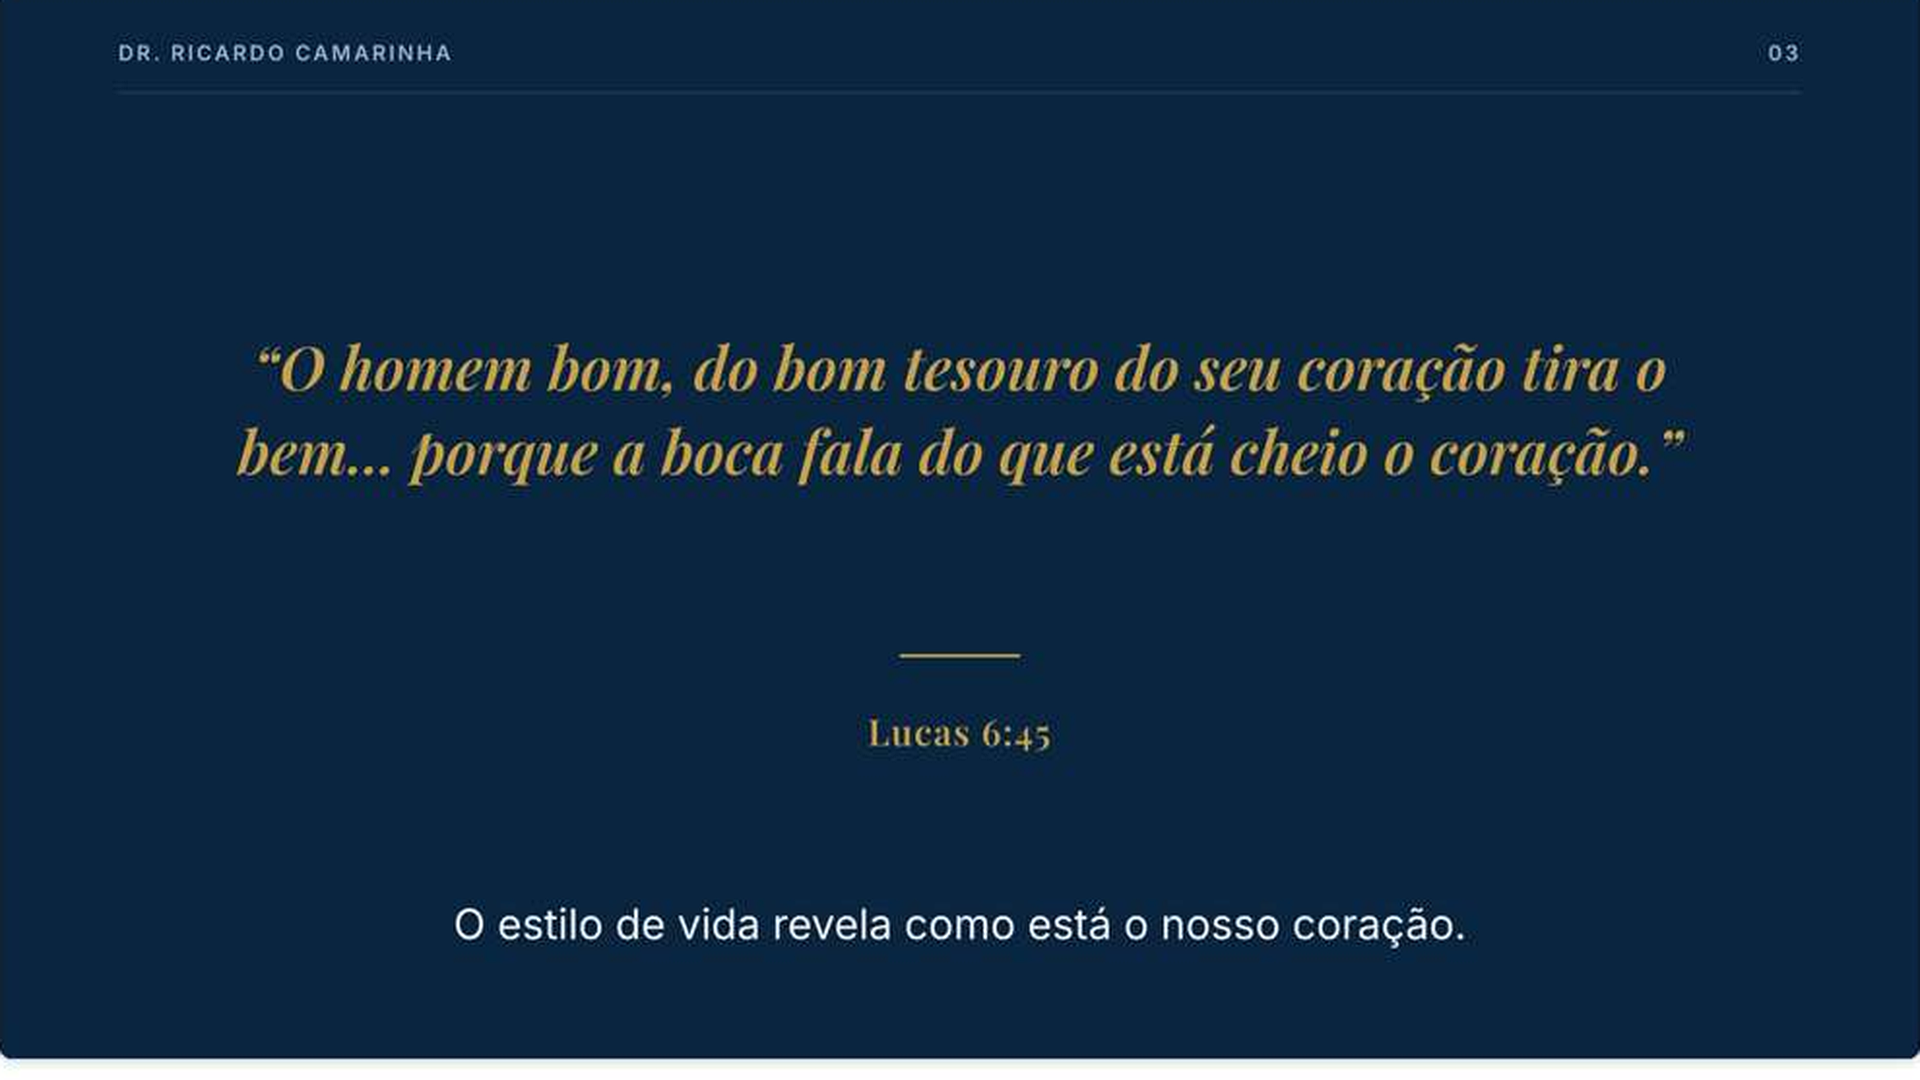 DR. RICARDO CAMARINHA
03
“O homem bom, do bom tesouro do seu coração tira o
bem... porque a boca fala do que está cheio o coração.”
Lucas 6:45
O estilo de vida revela como está o nosso coração.